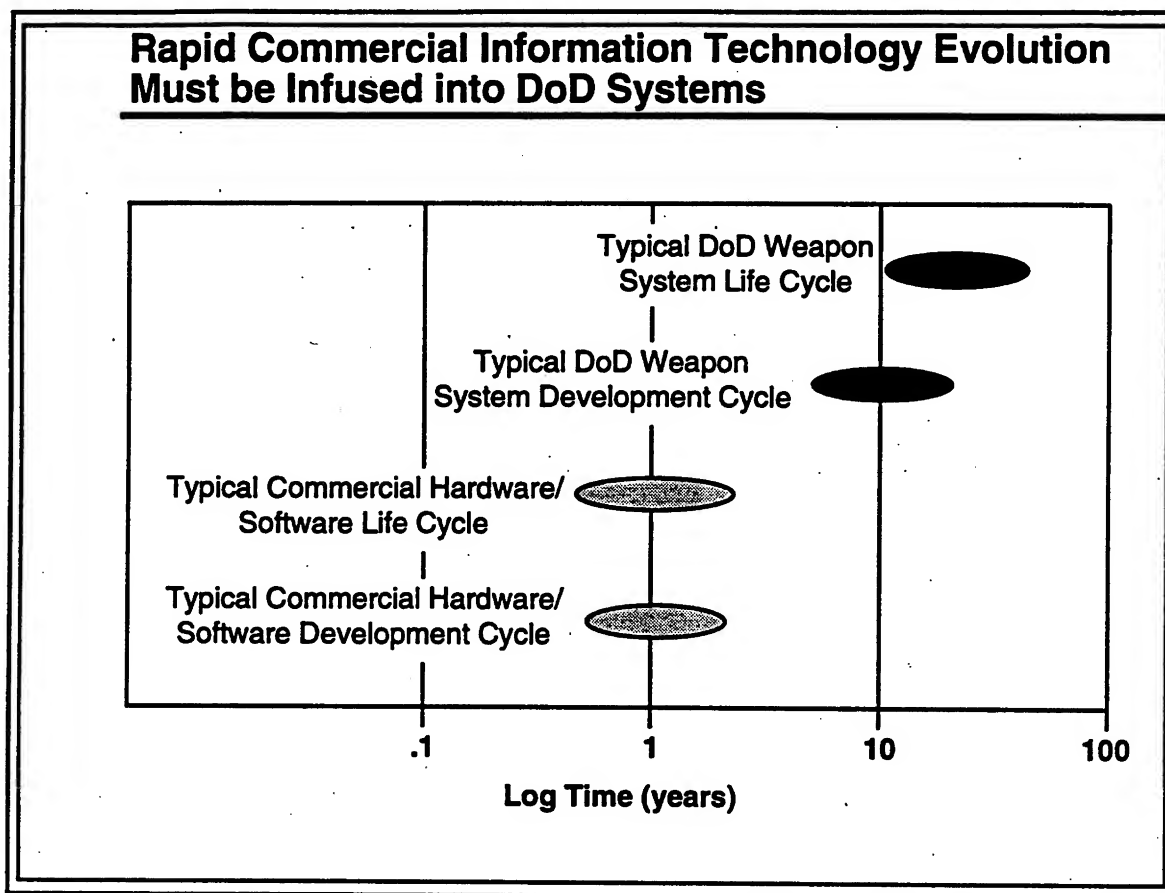 Rapid Commercial Information Technology Evolution
Must be Infused into DoD Systems
Typical DoD Weapon
System Life Cycle
Typical DoD Weapon
System Development Cycle
Typical Commercial Hardware/
Software Life Cycle
Typical Commercial Hardware/
Software Development Cycle
.1 1 10 100
Log Time (years)